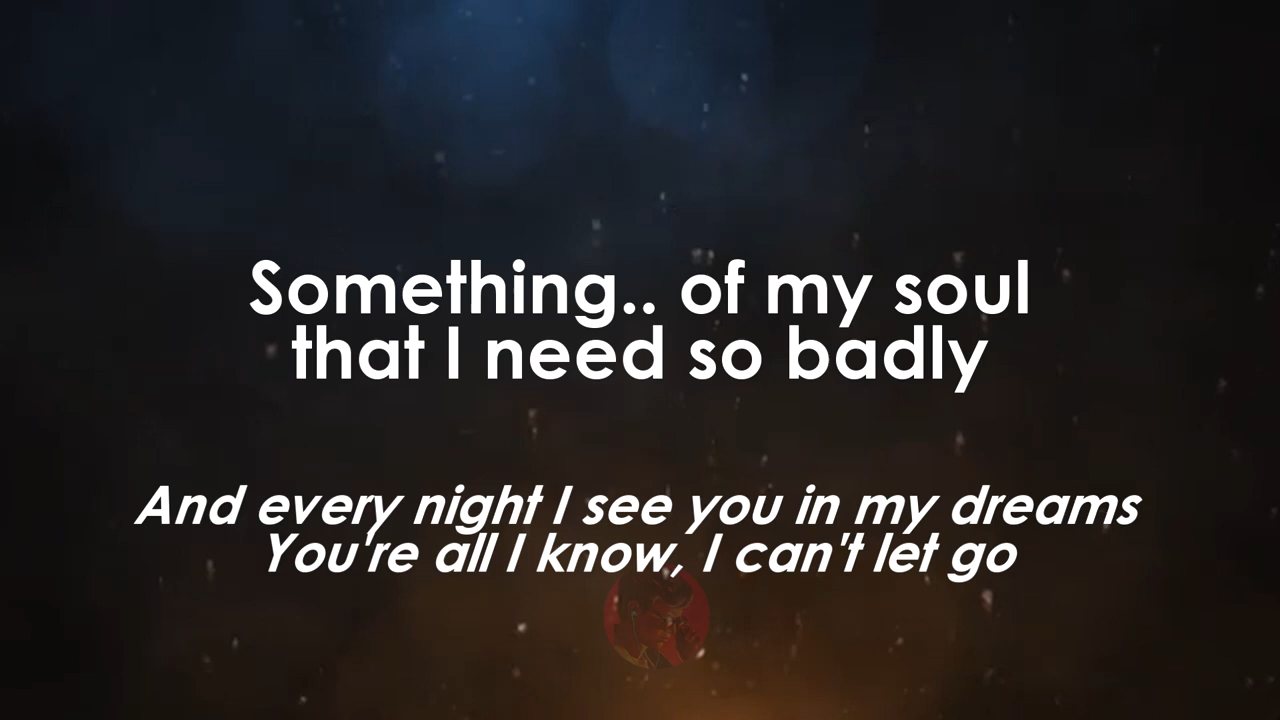 Something.. of my soul
that I need so badly
And every night I see you in my dreams
You're all I know, I can't let go